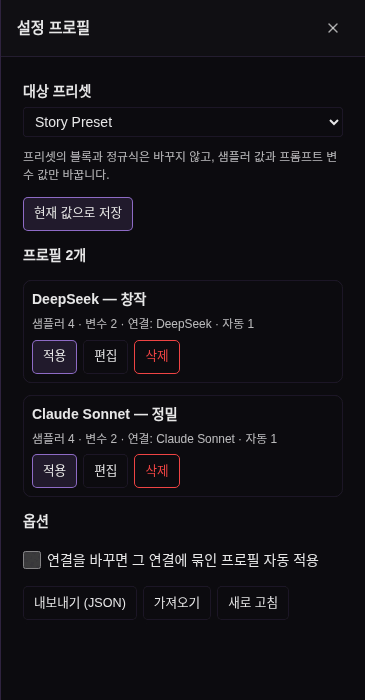 설정 프로필
대상 프리셋
Story Preset
프리셋의 블록과 정규식은 바꾸지 않고, 샘플러 값과 프롬프트 변
수 값만 바꿉니다.
현재 값으로 저장
프로필 2개
DeepSeek — 창작
샘플러 4 · 변수 2 · 연결: DeepSeek · 자동 1
적용 편집 삭제
Claude Sonnet — 정밀
샘플러 4 · 변수 2 · 연결: Claude Sonnet · 자동 1
적용 편집 삭제
옵션
연결을 바꾸면 그 연결에 묶인 프로필 자동 적용
내보내기 (JSON) 가져오기 새로 고침